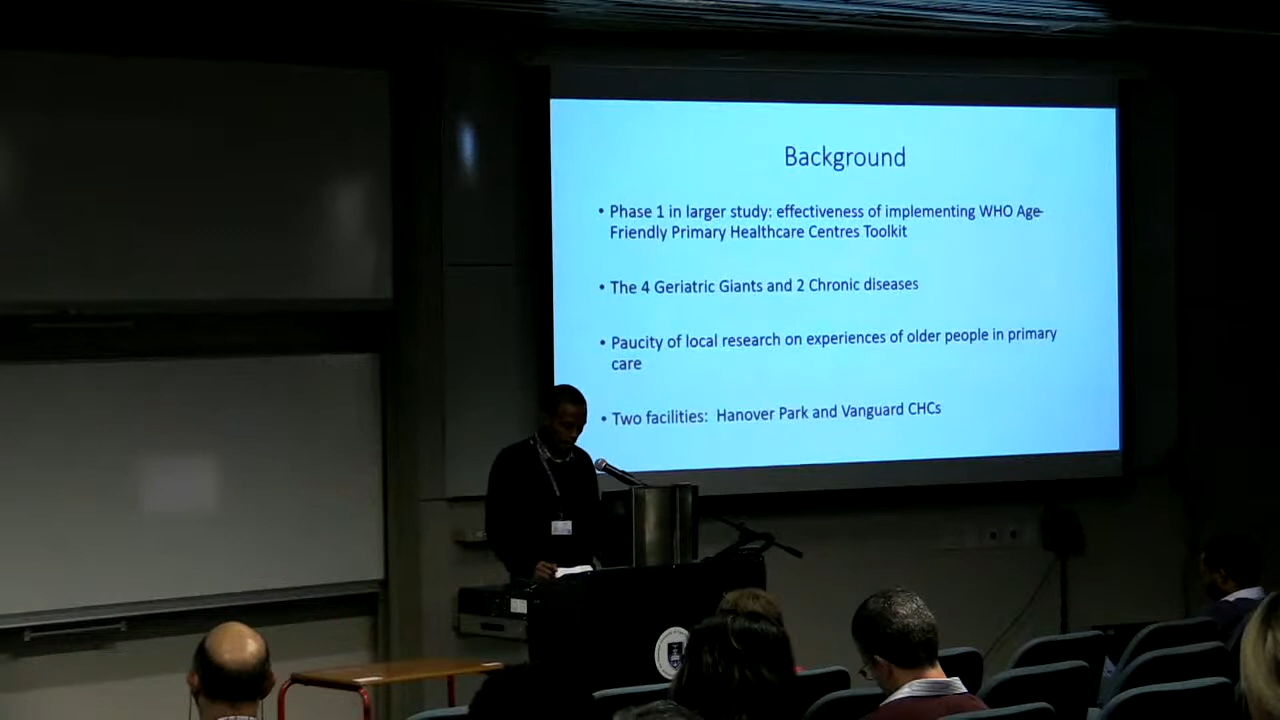 Background
• Phase 1 in larger study: effectiveness of implementing WHO Age-
Friendly Primary Healthcare Centres Toolkit
• The 4 Geriatric Giants and 2 Chronic diseases
• Paucity of local research on experiences of older people in primary
care
• Two facilities: Hanover Park and Vanguard CHCs